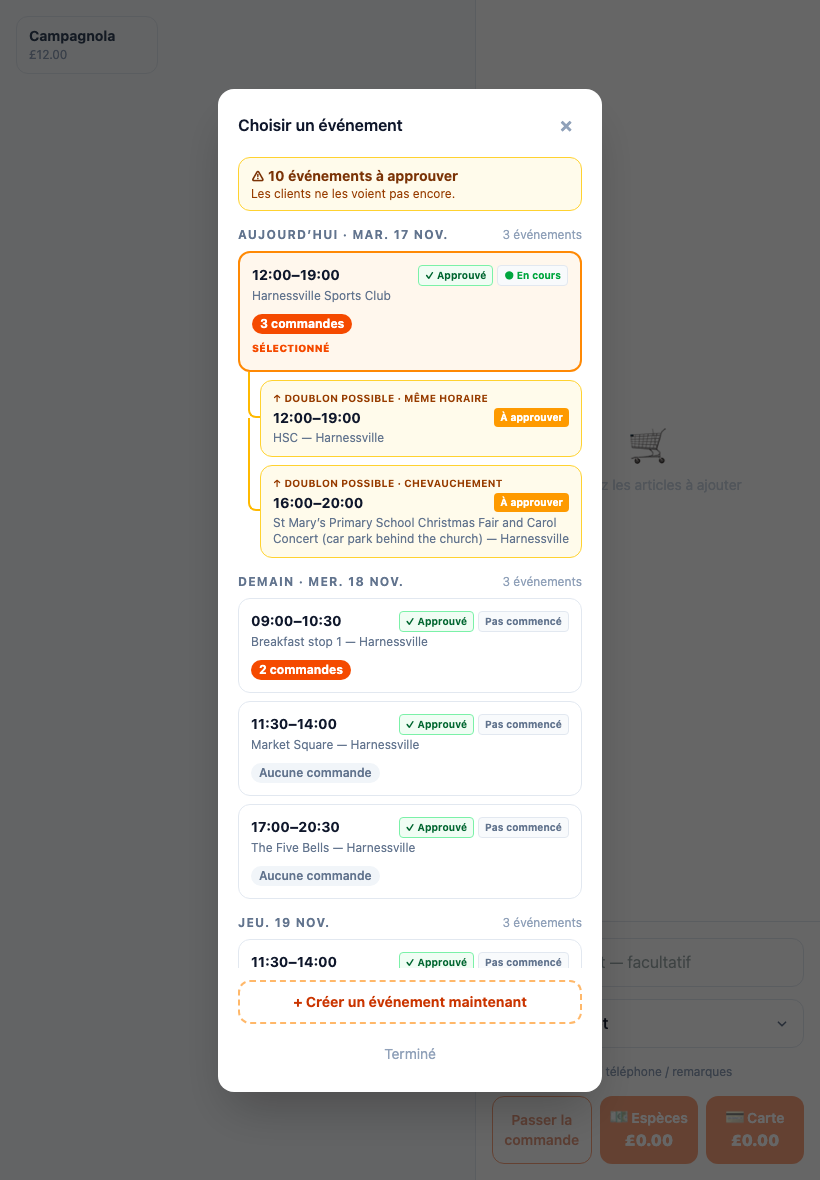 Campagnola
£12.00
Choisir un événement
×
⚠ 10 événements à approuver
Les clients ne les voient pas encore.
AUJOURD’HUI · MAR. 17 NOV.
3 événements
12:00–19:00
✓ Approuvé
● En cours
Harnessville Sports Club
3 commandes
SÉLECTIONNÉ
↑ DOUBLON POSSIBLE · MÊME HORAIRE
12:00–19:00
À approuver
HSC — Harnessville
↑ DOUBLON POSSIBLE · CHEVAUCHEMENT
16:00–20:00
À approuver
St Mary’s Primary School Christmas Fair and Carol
Concert (car park behind the church) — Harnessville
z les articles à ajouter
DEMAIN · MER. 18 NOV.
3 événements
09:00–10:30
✓ Approuvé
Pas commencé
Breakfast stop 1 — Harnessville
2 commandes
11:30–14:00
✓ Approuvé
Pas commencé
Market Square — Harnessville
Aucune commande
17:00–20:30
✓ Approuvé
Pas commencé
The Five Bells — Harnessville
Aucune commande
JEU. 19 NOV.
3 événements
11:30–14:00
✓ Approuvé
Pas commencé
t — facultatif
+ Créer un événement maintenant
t
Terminé
téléphone / remarques
Passer la
commande
Espèces
£0.00
Carte
£0.00